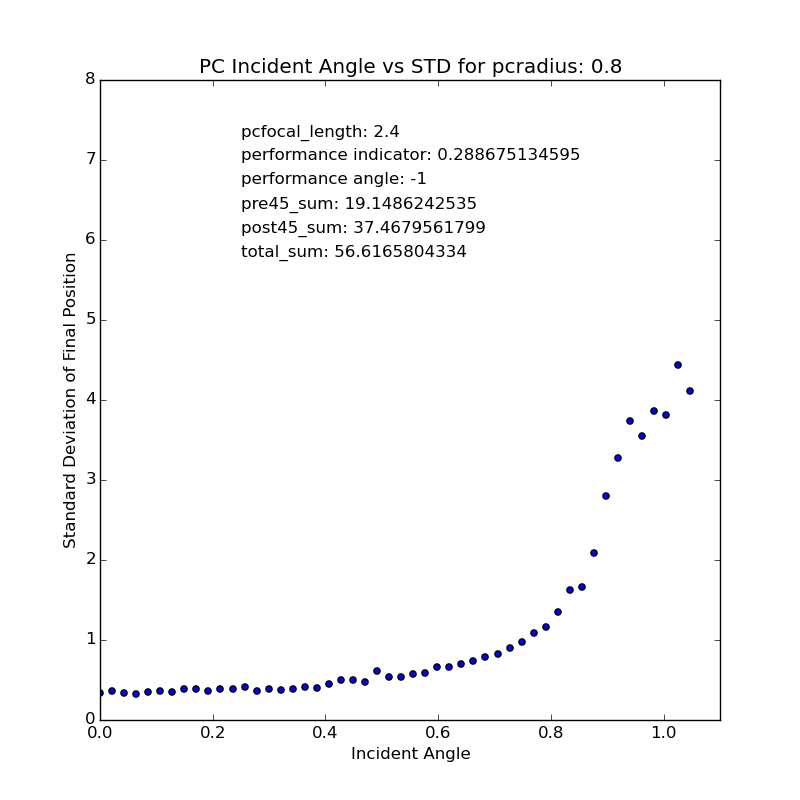 PC Incident Angle vs STD for pcradius: 0.8
8
7
6
5
4
3
2
1
0
Standard Deviation of Final Position
pcfocal_length: 2.4
performance indicator: 0.288675134595
performance angle: -1
pre45_sum: 19.1486242535
post45_sum: 37.4679561799
total_sum: 56.6165804334
0.0 0.2 0.4 0.6 0.8 1.0
Incident Angle